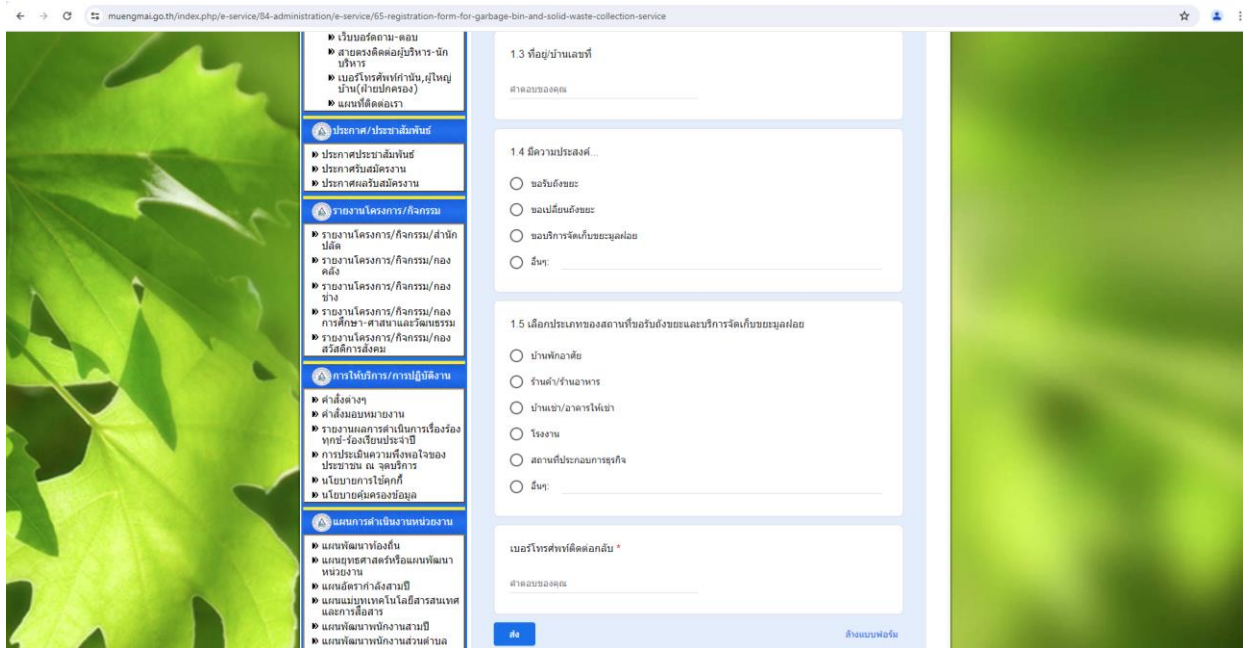 muengmai.go.th/index.php/e-service/84-administration/e-service/65-registration-form-for-garbage-bin-and-solid-waste-collection-service
เว็บบอร์ดถาม-ตอบ
สายตรงติดต่อผู้บริหาร-นัก
บริหาร
เบอร์โทรศัพท์กำนัน,ผู้ใหญ่
บ้าน(ฝ่ายปกครอง)
แผนที่ติดต่อเรา
ประกาศ/ประชาสัมพันธ์
ประกาศประชาสัมพันธ์
ประกาศรับสมัครงาน
ประกาศผลรับสมัครงาน
รายงานโครงการ/กิจกรรม
รายงานโครงการ/กิจกรรม/สำนัก
ปลัด
รายงานโครงการ/กิจกรรม/กอง
คลัง
รายงานโครงการ/กิจกรรม/กอง
ช่าง
รายงานโครงการ/กิจกรรม/กอง
การศึกษา-ศาสนาและวัฒนธรรม
รายงานโครงการ/กิจกรรม/กอง
สวัสดิการสังคม
การให้บริการ/การปฏิบัติงาน
คำสั่งต่างๆ
คำสั่งมอบหมายงาน
รายงานผลการดำเนินการเรื่องร้อง
ทุกข์-ร้องเรียนประจำปี
การประเมินความพึงพอใจของ
ประชาชน ณ จุดบริการ
นโยบายการใช้คุกกี้
นโยบายคุ้มครองข้อมูล
แผนการดำเนินงานหน่วยงาน
แผนพัฒนาท้องถิ่น
แผนยุทธศาสตร์หรือแผนพัฒนา
หน่วยงาน
แผนอัตรากำลังสามปี
แผนแม่บทเทคโนโลยีสารสนเทศ
และการสื่อสาร
แผนพัฒนาพนักงานสามปี
แผนพัฒนาพนักงานส่วนตำบล
1.3 ที่อยู่/บ้านเลขที่
คำตอบของคุณ
1.4 มีความประสงค์...
ขอรับถังขยะ
ขอเปลี่ยนถังขยะ
ขอบริการจัดเก็บขยะมูลฝอย
อื่นๆ:
1.5 เลือกประเภทของสถานที่ขอรับถังขยะและบริการจัดเก็บขยะมูลฝอย
บ้านพักอาศัย
ร้านค้า/ร้านอาหาร
บ้านเช่า/อาคารให้เช่า
โรงงาน
สถานที่ประกอบการธุรกิจ
อื่นๆ:
เบอร์โทรศัพท์ติดต่อกลับ *
คำตอบของคุณ
ส่ง
ล้างแบบฟอร์ม